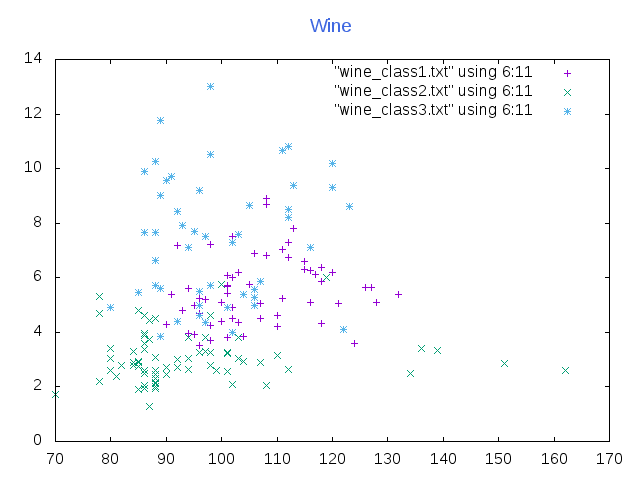 Wine
14
12
10
8
6
4
2
0
"wine_class1.txt" using 6:11
"wine_class2.txt" using 6:11
"wine_class3.txt" using 6:11
70 80 90 100 110 120 130 140 150 160 170